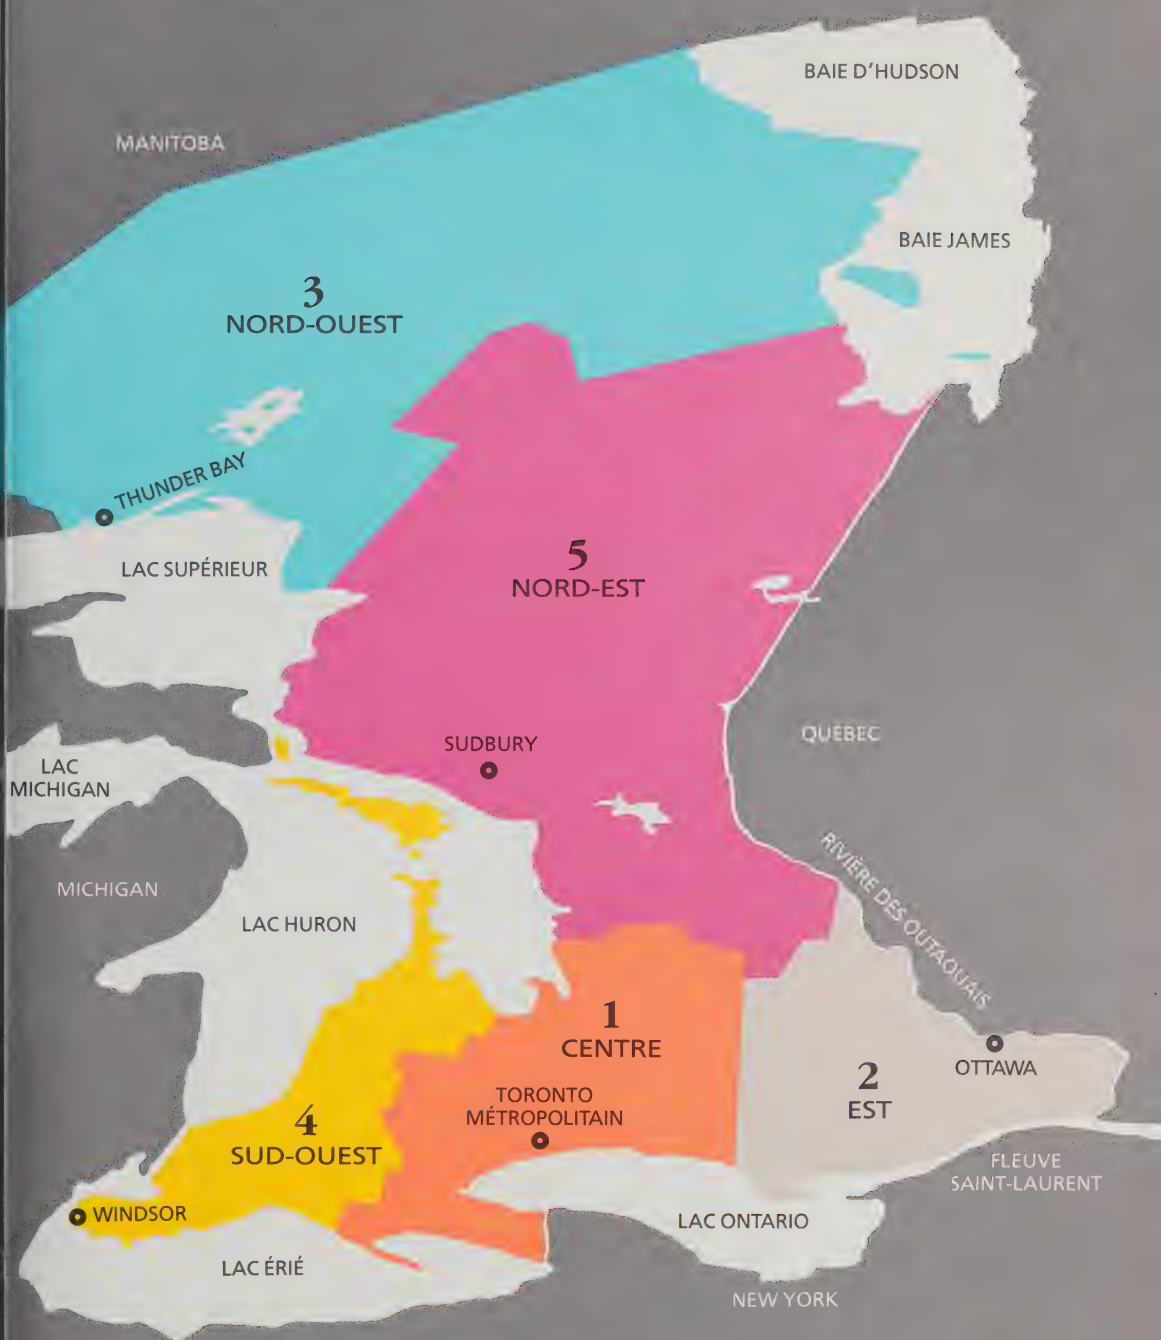 BAIE D'HUDSON
MANITOBA
BAIE JAMES
3
NORD-OUEST
THUNDER BAY
LAC SUPÉRIEUR
5
NORD-EST
QUÉBEC
SUDBURY
LAC
MICHIGAN
RIVIÈRE DES OUTAOUAIS
MICHIGAN
LAC HURON
1
CENTRE
OTTAWA
2
EST
TORONTO
MÉTROPOLITAIN
4
SUD-OUEST
FLEUVE
SAINT-LAURENT
WINDSOR
LAC ONTARIO
LAC ÉRIÉ
NEW YORK